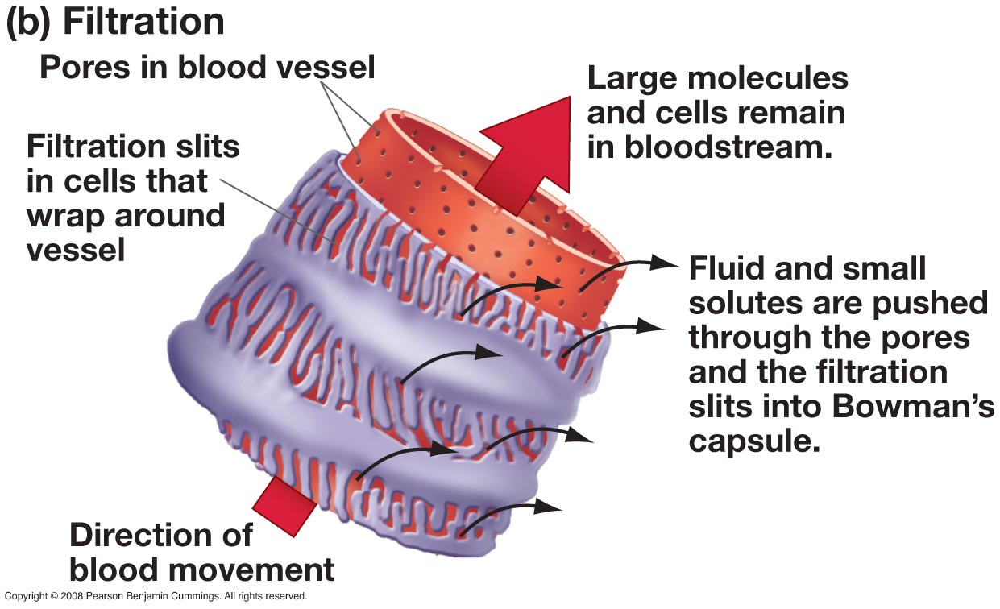 (b) Filtration
Pores in blood vessel
Filtration slits
in cells that
wrap around
vessel
Large molecules
and cells remain
in bloodstream.
Fluid and small
solutes are pushed
through the pores
and the filtration
slits into Bowman’s
capsule.
Direction of
blood movement
Copyright © 2008 Pearson Benjamin Cummings. All rights reserved.